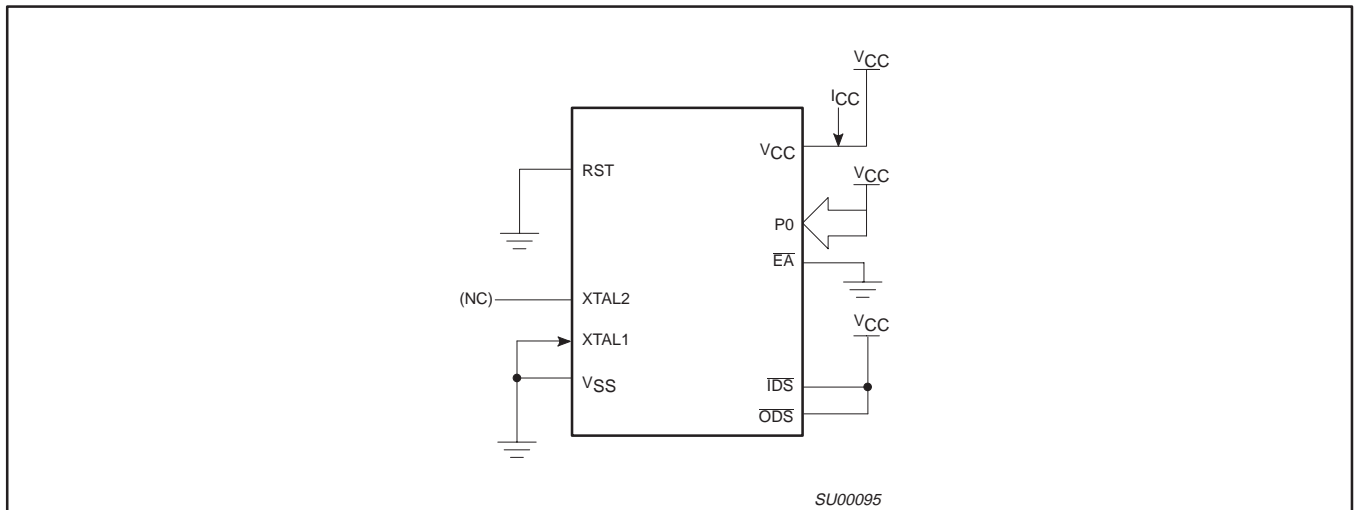 VCC
ICC
VCC
RST
VCC
P0
EA
(NC) XTAL2
VCC
XTAL1
VSS
IDS
ODS
SU00095